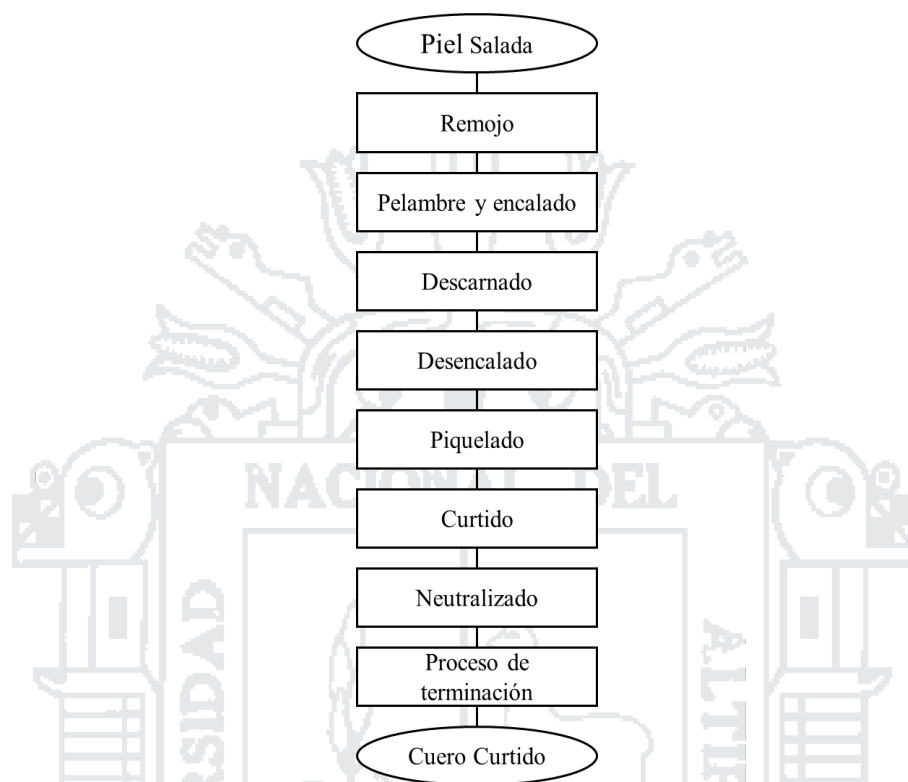 Piel Salada
Remojo
Pelambre y encalado
Descarnado
Desencalado
Piquelado
Curtido
Neutralizado
Proceso de
terminación
Cuero Curtido
NACIONAL DEL